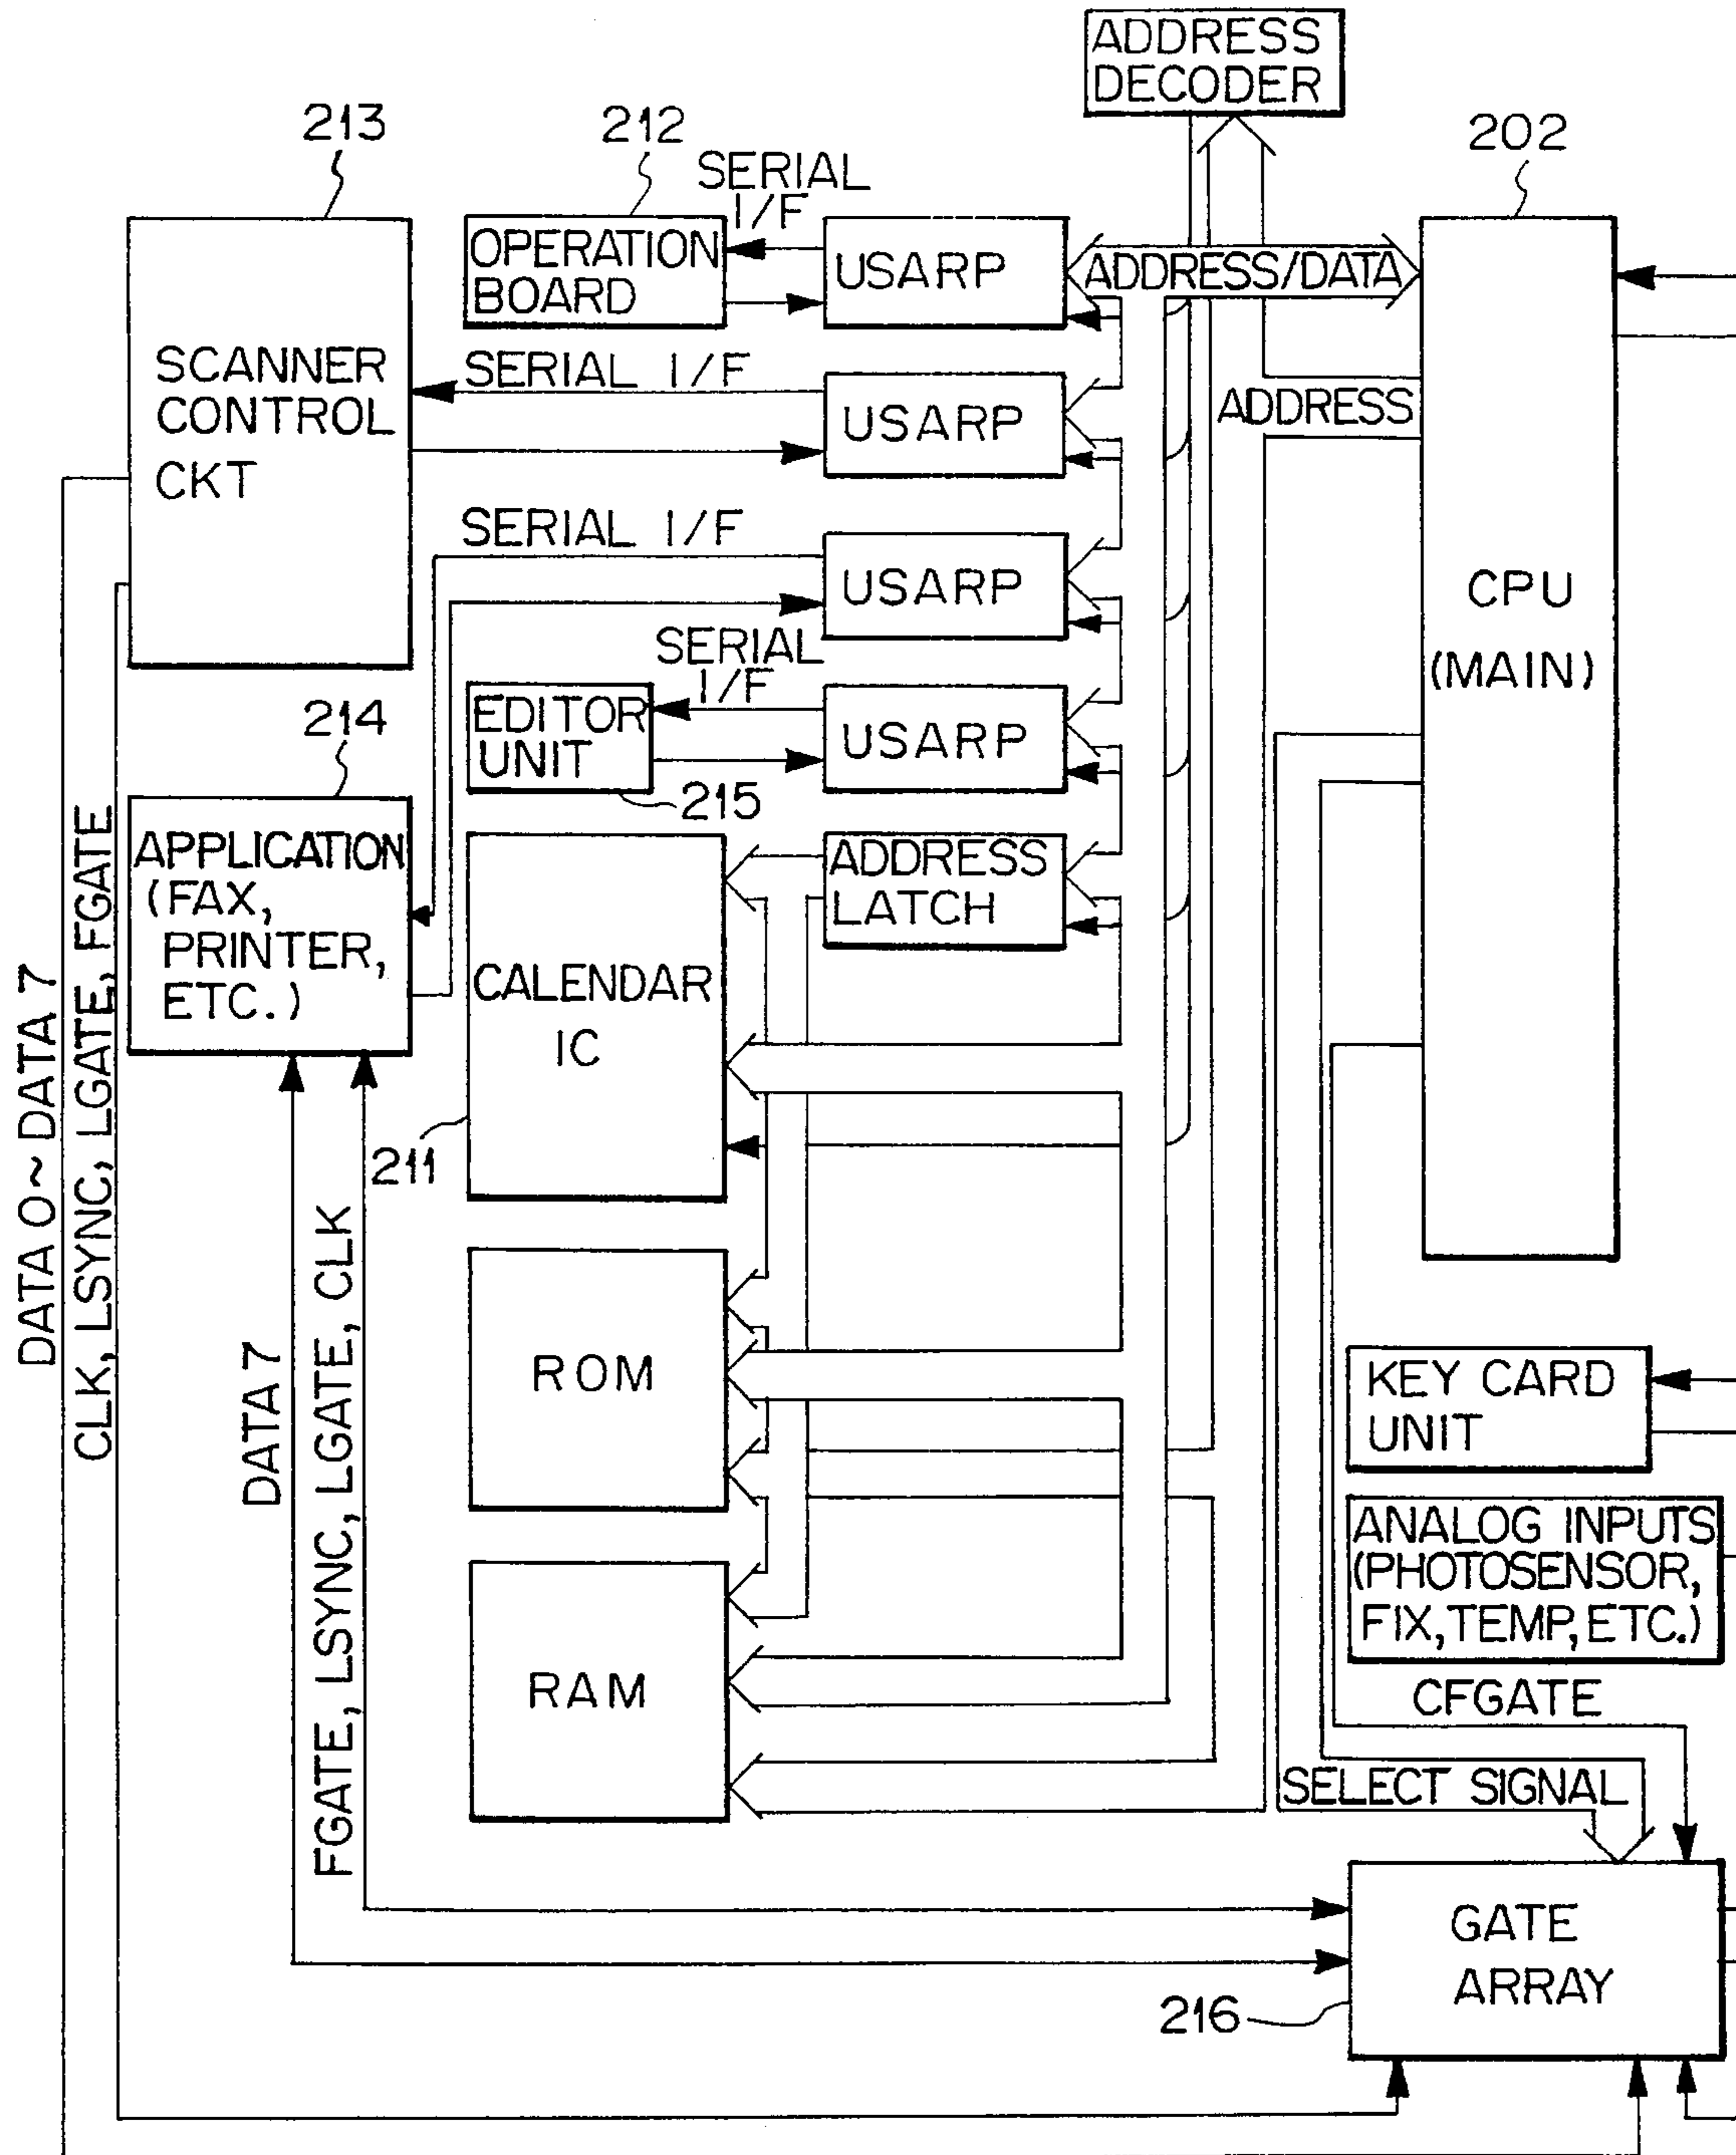 ADDRESS
DECODER
213
212
202
SERIAL
I/F
OPERATION
BOARD
USARP
ADDRESS/DATA
SCANNER
CONTROL
CKT
SERIAL I/F
USARP
ADDRESS
SERIAL I/F
USARP
CPU
(MAIN)
SERIAL
I/F
EDITOR
UNIT
USARP
215
214
APPLICATION
(FAX,
PRINTER,
ETC.)
ADDRESS
LATCH
CALENDAR
IC
211
DATA 0~DATA 7
CLK, LSYNC, LGATE, FGATE
DATA 7
FGATE, LSYNC, LGATE, CLK
ROM
RAM
KEY CARD
UNIT
ANALOG INPUTS
(PHOTOSENSOR,
FIX, TEMP, ETC.)
CFGATE
SELECT SIGNAL
GATE
ARRAY
216